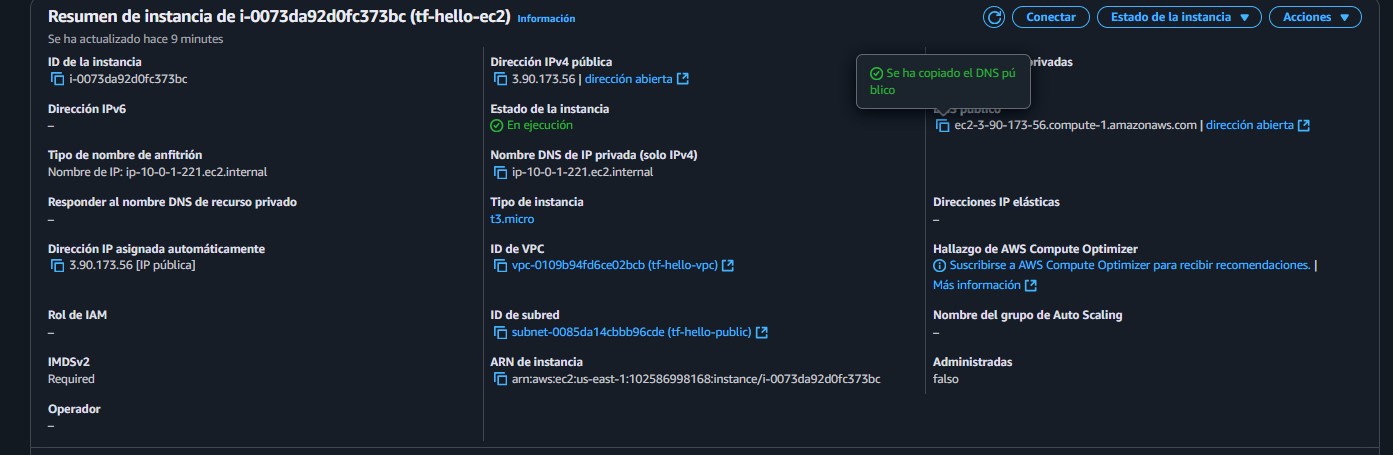 Resumen de instancia de i-0073da92d0fc373bc (tf-hello-ec2) Información
Conectar
Estado de la instancia ▼
Acciones ▼
Se ha actualizado hace 9 minutes
ID de la instancia
i-0073da92d0fc373bc
Dirección IPv4 pública
3.90.173.56 | dirección abierta
Se ha copiado el DNS pú
blico
privadas
Dirección IPv6
–
Estado de la instancia
En ejecución
público
ec2-3-90-173-56.compute-1.amazonaws.com | dirección abierta
Tipo de nombre de anfitrión
Nombre de IP: ip-10-0-1-221.ec2.internal
Nombre DNS de IP privada (solo IPv4)
ip-10-0-1-221.ec2.internal
Responder al nombre DNS de recurso privado
–
Tipo de instancia
t3.micro
Direcciones IP elásticas
–
Dirección IP asignada automáticamente
3.90.173.56 [IP pública]
ID de VPC
vpc-0109b94fd6ce02bcb (tf-hello-vpc)
Hallazgo de AWS Compute Optimizer
Suscribirse a AWS Compute Optimizer para recibir recomendaciones. |
Más información
Rol de IAM
–
ID de subred
subnet-0085da14cbbb96cde (tf-hello-public)
Nombre del grupo de Auto Scaling
–
IMDSv2
Required
ARN de instancia
arn:aws:ec2:us-east-1:102586998168:instance/i-0073da92d0fc373bc
Administradas
falso
Operador
–